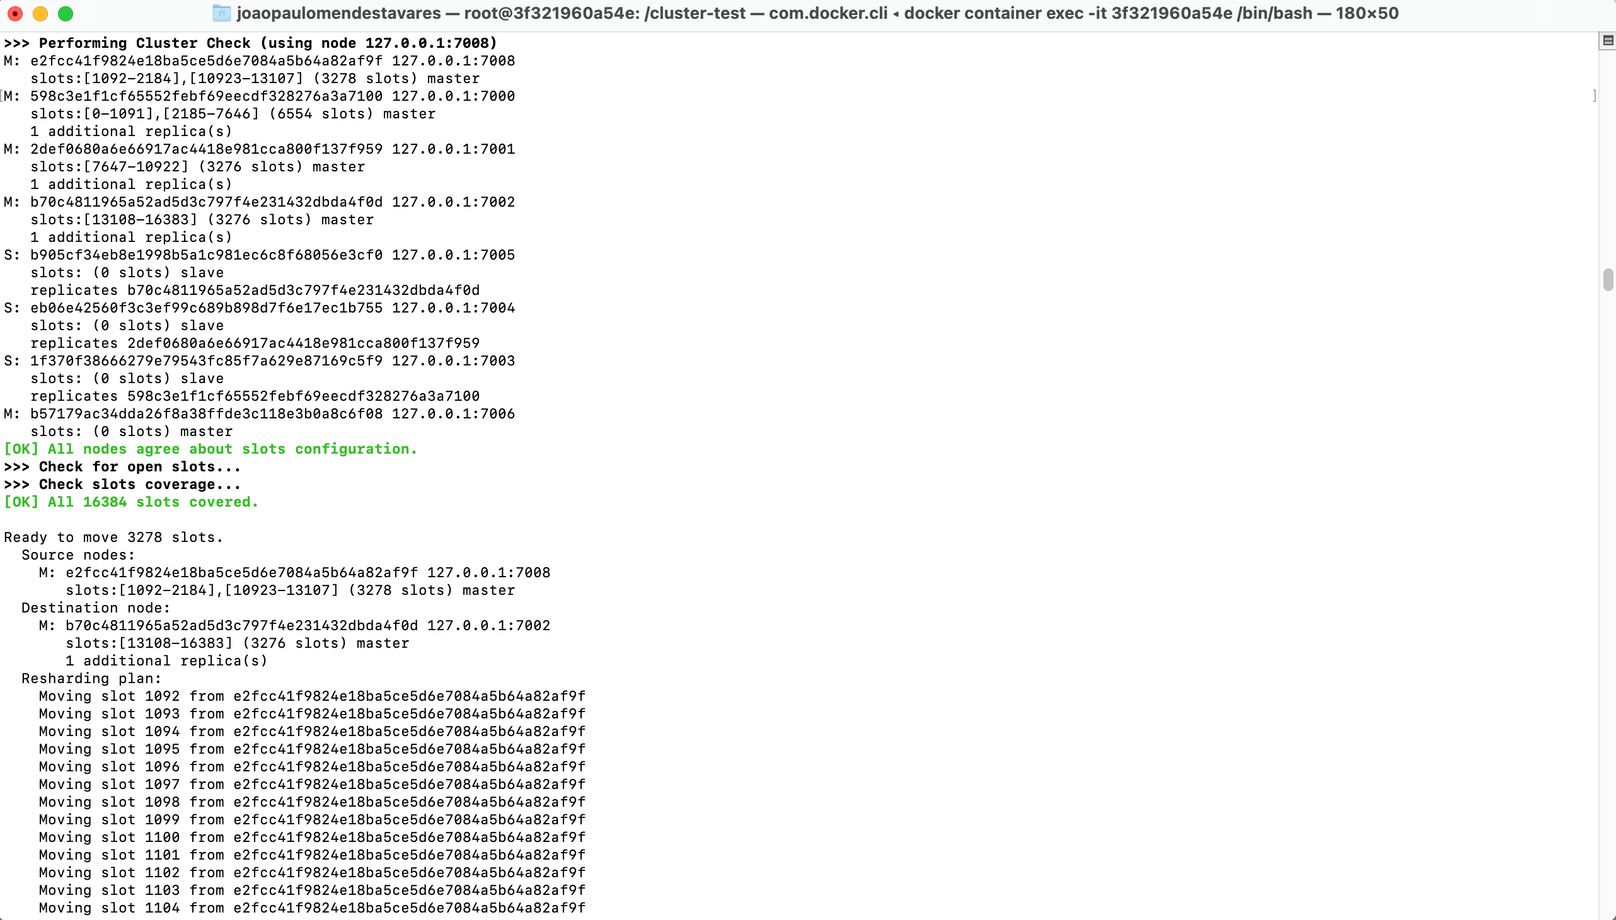 joaopaulomendestavares — root@3f321960a54e: /cluster-test — com.docker.cli ◂ docker container exec -it 3f321960a54e /bin/bash — 180×50
>>> Performing Cluster Check (using node 127.0.0.1:7008)
M: e2fcc41f9824e18ba5ce5d6e7084a5b64a82af9f 127.0.0.1:7008
   slots:[1092-2184],[10923-13107] (3278 slots) master
[M: 598c3e1f1cf65552febf69eecdf328276a3a7100 127.0.0.1:7000 ]
   slots:[0-1091],[2185-7646] (6554 slots) master
   1 additional replica(s)
M: 2def0680a6e66917ac4418e981cca800f137f959 127.0.0.1:7001
   slots:[7647-10922] (3276 slots) master
   1 additional replica(s)
M: b70c4811965a52ad5d3c797f4e231432dbda4f0d 127.0.0.1:7002
   slots:[13108-16383] (3276 slots) master
   1 additional replica(s)
S: b905cf34eb8e1998b5a1c981ec6c8f68056e3cf0 127.0.0.1:7005
   slots: (0 slots) slave
   replicates b70c4811965a52ad5d3c797f4e231432dbda4f0d
S: eb06e42560f3c3ef99c689b898d7f6e17ec1b755 127.0.0.1:7004
   slots: (0 slots) slave
   replicates 2def0680a6e66917ac4418e981cca800f137f959
S: 1f370f38666279e79543fc85f7a629e87169c5f9 127.0.0.1:7003
   slots: (0 slots) slave
   replicates 598c3e1f1cf65552febf69eecdf328276a3a7100
M: b57179ac34dda26f8a38ffde3c118e3b0a8c6f08 127.0.0.1:7006
   slots: (0 slots) master
[OK] All nodes agree about slots configuration.
>>> Check for open slots...
>>> Check slots coverage...
[OK] All 16384 slots covered.

Ready to move 3278 slots.
  Source nodes:
    M: e2fcc41f9824e18ba5ce5d6e7084a5b64a82af9f 127.0.0.1:7008
       slots:[1092-2184],[10923-13107] (3278 slots) master
  Destination node:
    M: b70c4811965a52ad5d3c797f4e231432dbda4f0d 127.0.0.1:7002
       slots:[13108-16383] (3276 slots) master
       1 additional replica(s)
  Resharding plan:
    Moving slot 1092 from e2fcc41f9824e18ba5ce5d6e7084a5b64a82af9f
    Moving slot 1093 from e2fcc41f9824e18ba5ce5d6e7084a5b64a82af9f
    Moving slot 1094 from e2fcc41f9824e18ba5ce5d6e7084a5b64a82af9f
    Moving slot 1095 from e2fcc41f9824e18ba5ce5d6e7084a5b64a82af9f
    Moving slot 1096 from e2fcc41f9824e18ba5ce5d6e7084a5b64a82af9f
    Moving slot 1097 from e2fcc41f9824e18ba5ce5d6e7084a5b64a82af9f
    Moving slot 1098 from e2fcc41f9824e18ba5ce5d6e7084a5b64a82af9f
    Moving slot 1099 from e2fcc41f9824e18ba5ce5d6e7084a5b64a82af9f
    Moving slot 1100 from e2fcc41f9824e18ba5ce5d6e7084a5b64a82af9f
    Moving slot 1101 from e2fcc41f9824e18ba5ce5d6e7084a5b64a82af9f
    Moving slot 1102 from e2fcc41f9824e18ba5ce5d6e7084a5b64a82af9f
    Moving slot 1103 from e2fcc41f9824e18ba5ce5d6e7084a5b64a82af9f
    Moving slot 1104 from e2fcc41f9824e18ba5ce5d6e7084a5b64a82af9f